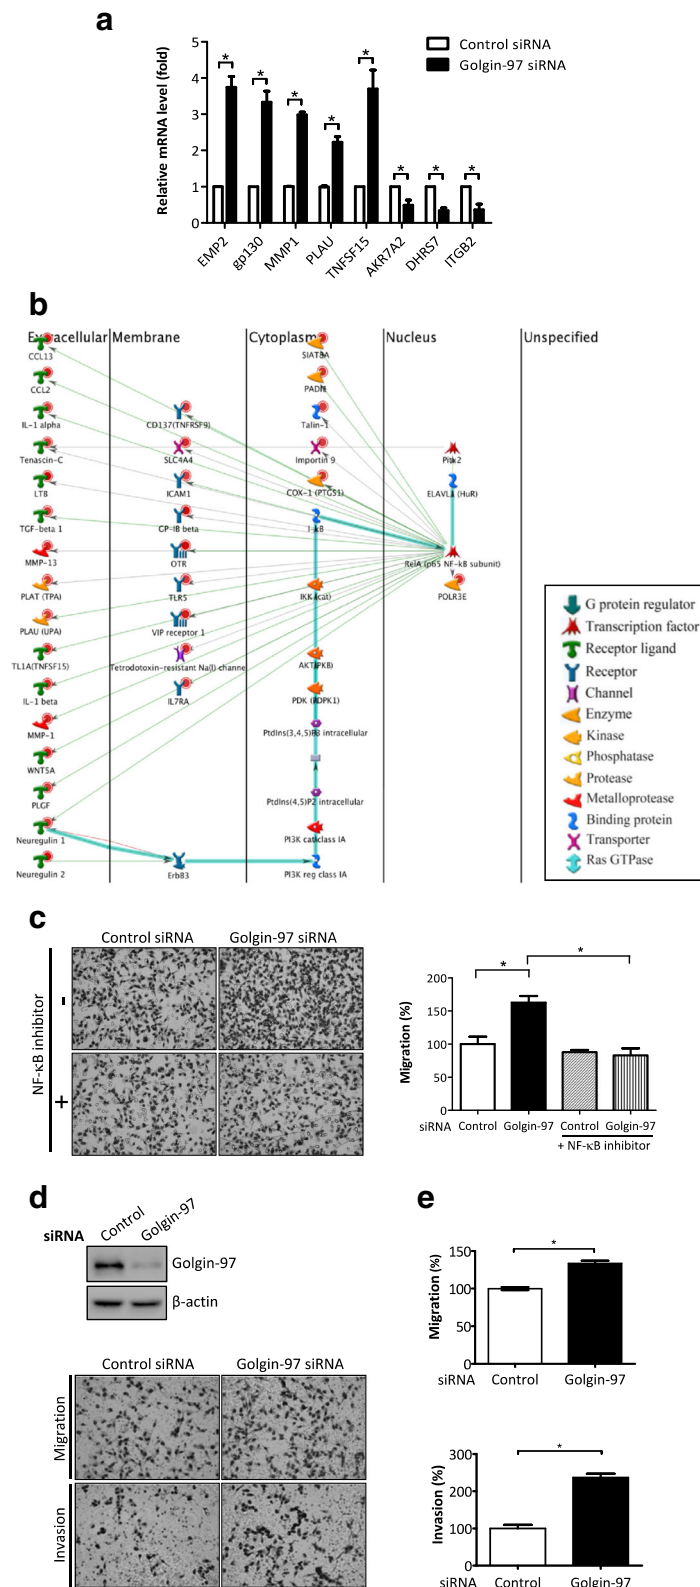 a
Relative mRNA level (fold)
5
4
3
2
1
0
Control siRNA
Golgin-97 siRNA
*
*
*
*
*
*
*
*
EMP2
gp130
MMP1
PLAU
TNFSF15
AKR7A2
DHRS7
ITGB2
b
Extracellular
Membrane
Cytoplasm
Nucleus
Unspecified
CCL13
CCL2
IL-1 alpha
Tenascin-C
LTB
TGF-beta 1
MMP-13
PLAT (TPA)
PLAU (UPA)
TL1A(TNFSF15)
IL-1 beta
MMP-1
WNT5A
PLGF
Neuregulin 1
Neuregulin 2
CD137(TNFRSF9)
SLC4A4
ICAM1
GP-IB beta
OTR
TLR5
VIP receptor 1
Tetrodotoxin-resistant Na(I) channe
IL7RA
ErbB3
SIAT8A
PADI4
Talin-1
Importin 9
COX-1 (PTGS1)
I-kB
IKK (cat)
AKT(PKB)
PDK (PDPK1)
PtdIns(3,4,5)P3 intracellular
PtdIns(4,5)P2 intracellular
PI3K cat class IA
PI3K reg class IA
Pitx2
ELAVL1 (HuR)
RelA (p65 NF-kB subunit)
POLR3E
G protein regulator
Transcription factor
Receptor ligand
Receptor
Channel
Enzyme
Kinase
Phosphatase
Protease
Metalloprotease
Binding protein
Transporter
Ras GTPase
c
Control siRNA
Golgin-97 siRNA
NF-κB inhibitor
-
+
Migration (%)
200
150
100
50
0
*
*
siRNA
Control
Golgin-97
Control
Golgin-97
+ NF-κB inhibitor
d
siRNA
Control
Golgin-97
Golgin-97
β-actin
Control siRNA
Golgin-97 siRNA
Migration
Invasion
e
Migration (%)
150
100
50
0
*
siRNA
Control
Golgin-97
Invasion (%)
300
200
100
0
*
siRNA
Control
Golgin-97